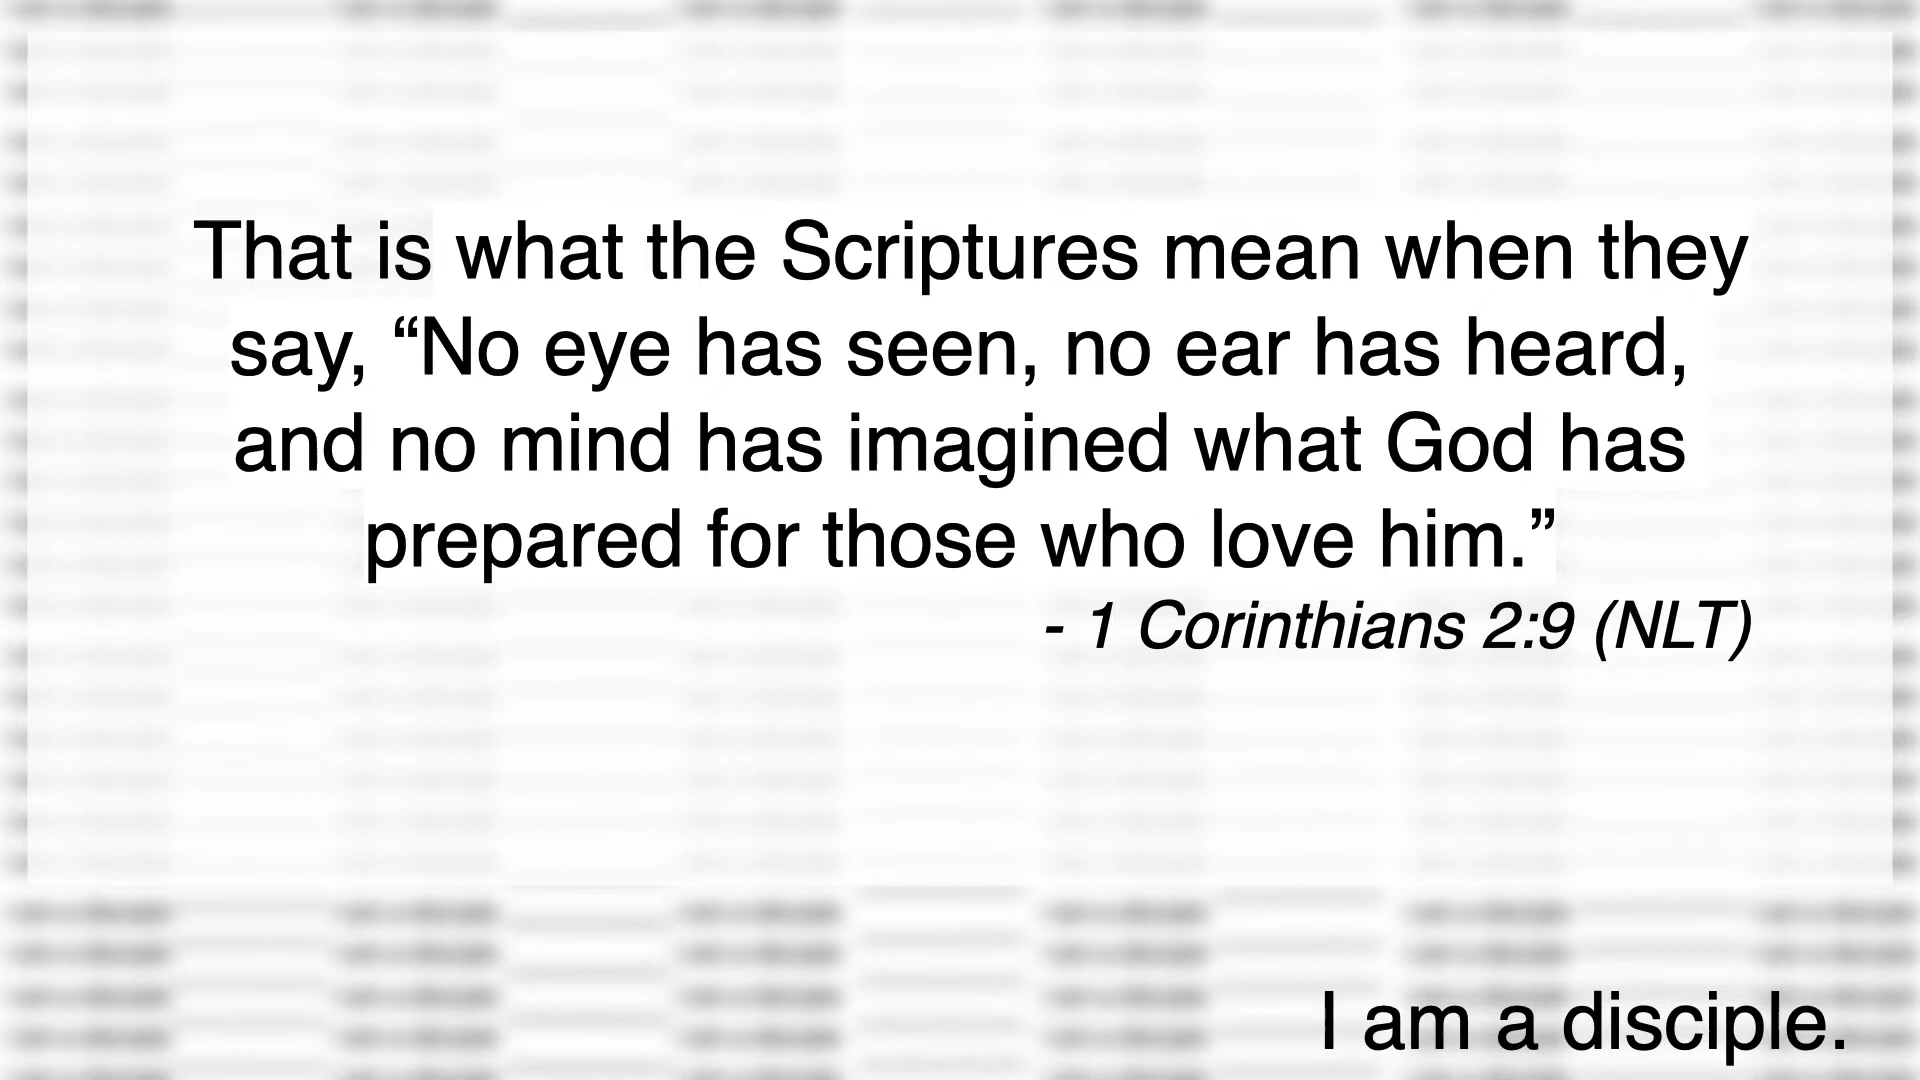 That is what the Scriptures mean when they
say, “No eye has seen, no ear has heard,
and no mind has imagined what God has
prepared for those who love him.”
- 1 Corinthians 2:9 (NLT)
I am a disciple.